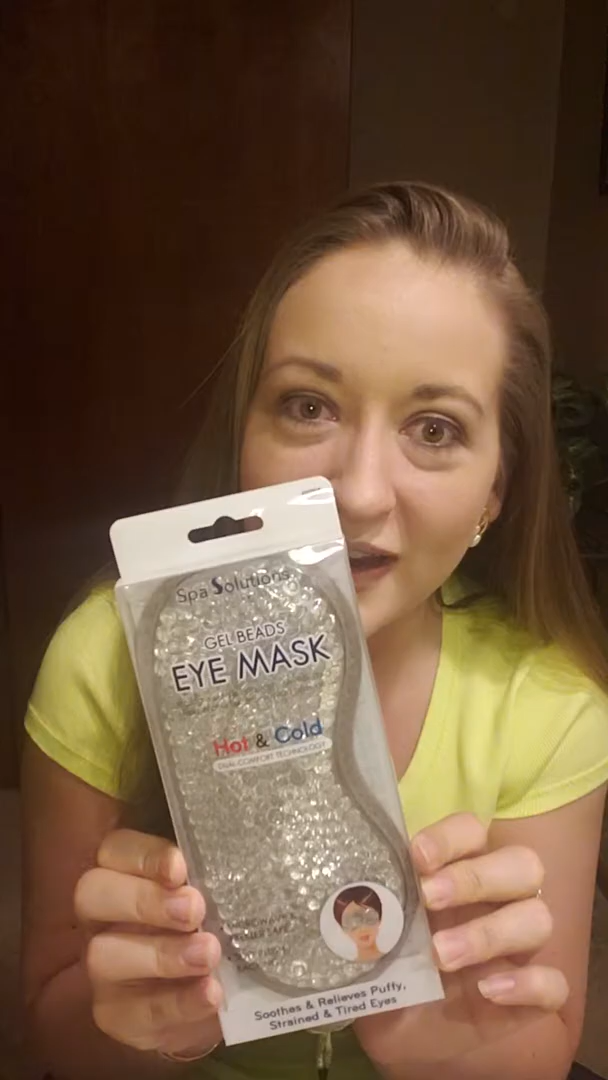 Spa Solutions
GEL BEADS
EYE MASK
Hot & Cold
DUAL COMFORT TECHNOLOGY
Soothes & Relieves Puffy,
Strained & Tired Eyes